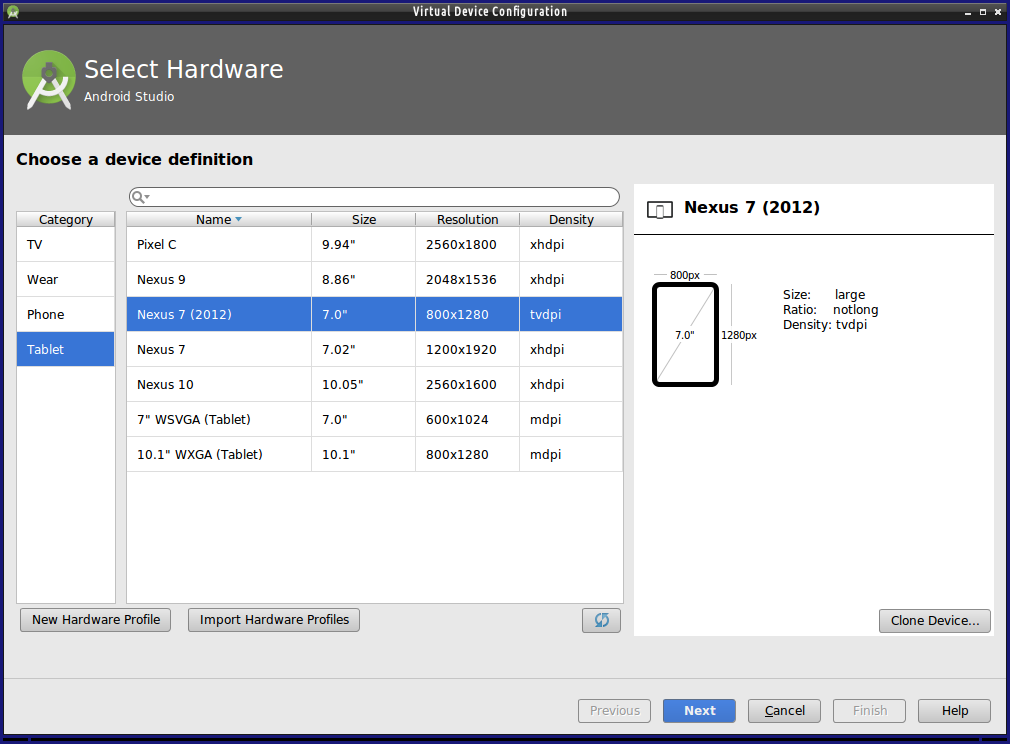 Virtual Device Configuration
Select Hardware
Android Studio
Choose a device definition
Category
TV
Wear
Phone
Tablet
Name Size Resolution Density
Pixel C 9.94" 2560x1800 xhdpi
Nexus 9 8.86" 2048x1536 xhdpi
Nexus 7 (2012) 7.0" 800x1280 tvdpi
Nexus 7 7.02" 1200x1920 xhdpi
Nexus 10 10.05" 2560x1600 xhdpi
7" WSVGA (Tablet) 7.0" 600x1024 mdpi
10.1" WXGA (Tablet) 10.1" 800x1280 mdpi
New Hardware Profile Import Hardware Profiles
Nexus 7 (2012)
800px
7.0" 1280px
Size: large
Ratio: notlong
Density: tvdpi
Clone Device...
Previous Next Cancel Finish Help